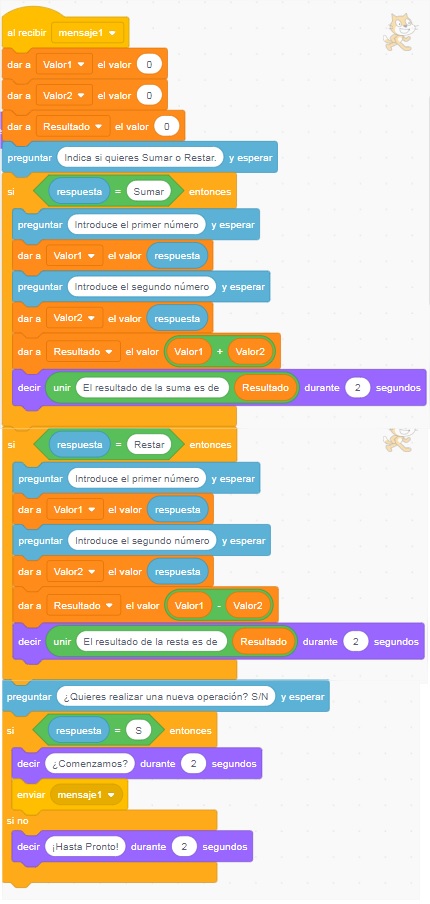 al recibir mensaje1
dar a Valor1 el valor 0
dar a Valor2 el valor 0
dar a Resultado el valor 0
preguntar Indica si quieres Sumar o Restar. y esperar
si respuesta = Sumar entonces
preguntar Introduce el primer número y esperar
dar a Valor1 el valor respuesta
preguntar Introduce el segundo número y esperar
dar a Valor2 el valor respuesta
dar a Resultado el valor Valor1 + Valor2
decir unir El resultado de la suma es de Resultado durante 2 segundos
si respuesta = Restar entonces
preguntar Introduce el primer número y esperar
dar a Valor1 el valor respuesta
preguntar Introduce el segundo número y esperar
dar a Valor2 el valor respuesta
dar a Resultado el valor Valor1 - Valor2
decir unir El resultado de la resta es de Resultado durante 2 segundos
preguntar ¿Quieres realizar una nueva operación? S/N y esperar
si respuesta = S entonces
decir ¿Comenzamos? durante 2 segundos
enviar mensaje1
si no
decir ¡Hasta Pronto! durante 2 segundos